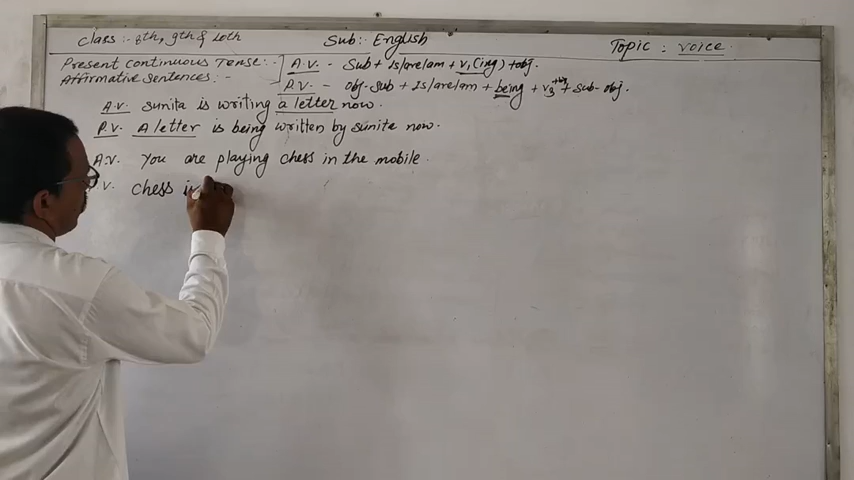 Class :- 8th, 9th & 10th Sub :- English Topic : Voice.
Present Continuous Tense :- A.V. - Sub + Is/are/am + V1 (ing) + obj.
Affirmative Sentences :- P.V. - obj-Sub + Is/are/am + being + V3 + by + Sub-obj.
A.V. Sunita is writing a letter now.
P.V. A letter is being written by Sunita now.
A.V. You are playing chess in the mobile.
V. Chess is